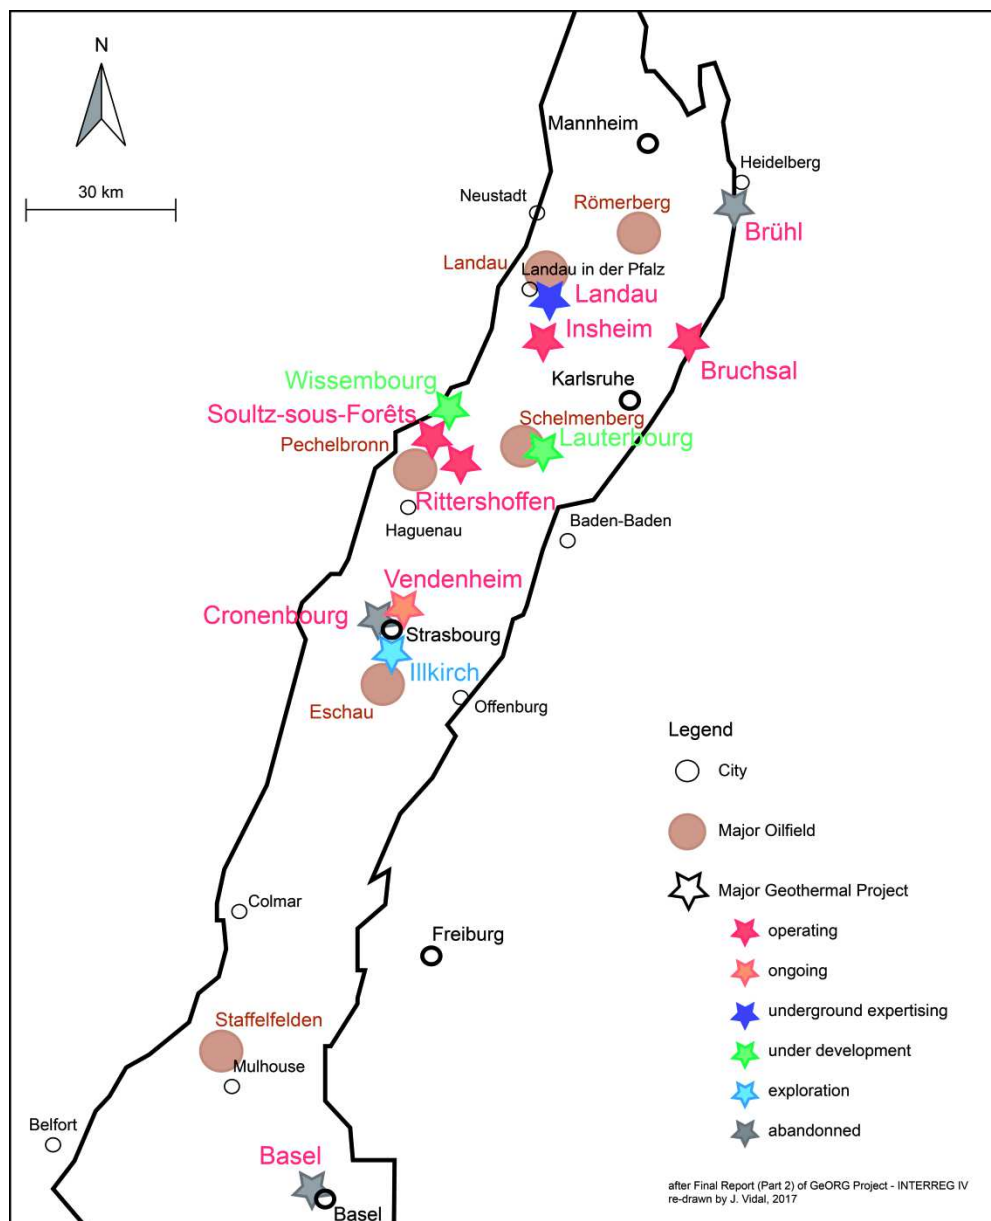 N
30 km
Mannheim
Heidelberg
Neustadt
Römerberg
Brühl
Landau
Landau in der Pfalz
Landau
Insheim
Bruchsal
Karlsruhe
Wissembourg
Soultz-sous-Forêts
Schelmenberg
Pechelbronn
Lauterbourg
Rittershoffen
Haguenau
Baden-Baden
Vendenheim
Cronenbourg
Strasbourg
Illkirch
Eschau
Offenburg
Legend
City
Major Oilfield
Major Geothermal Project
operating
ongoing
underground expertising
under development
exploration
abandonned
Colmar
Freiburg
Staffelfelden
Mulhouse
Belfort
Basel
Basel
after Final Report (Part 2) of GeORG Project - INTERREG IV
re-drawn by J. Vidal, 2017